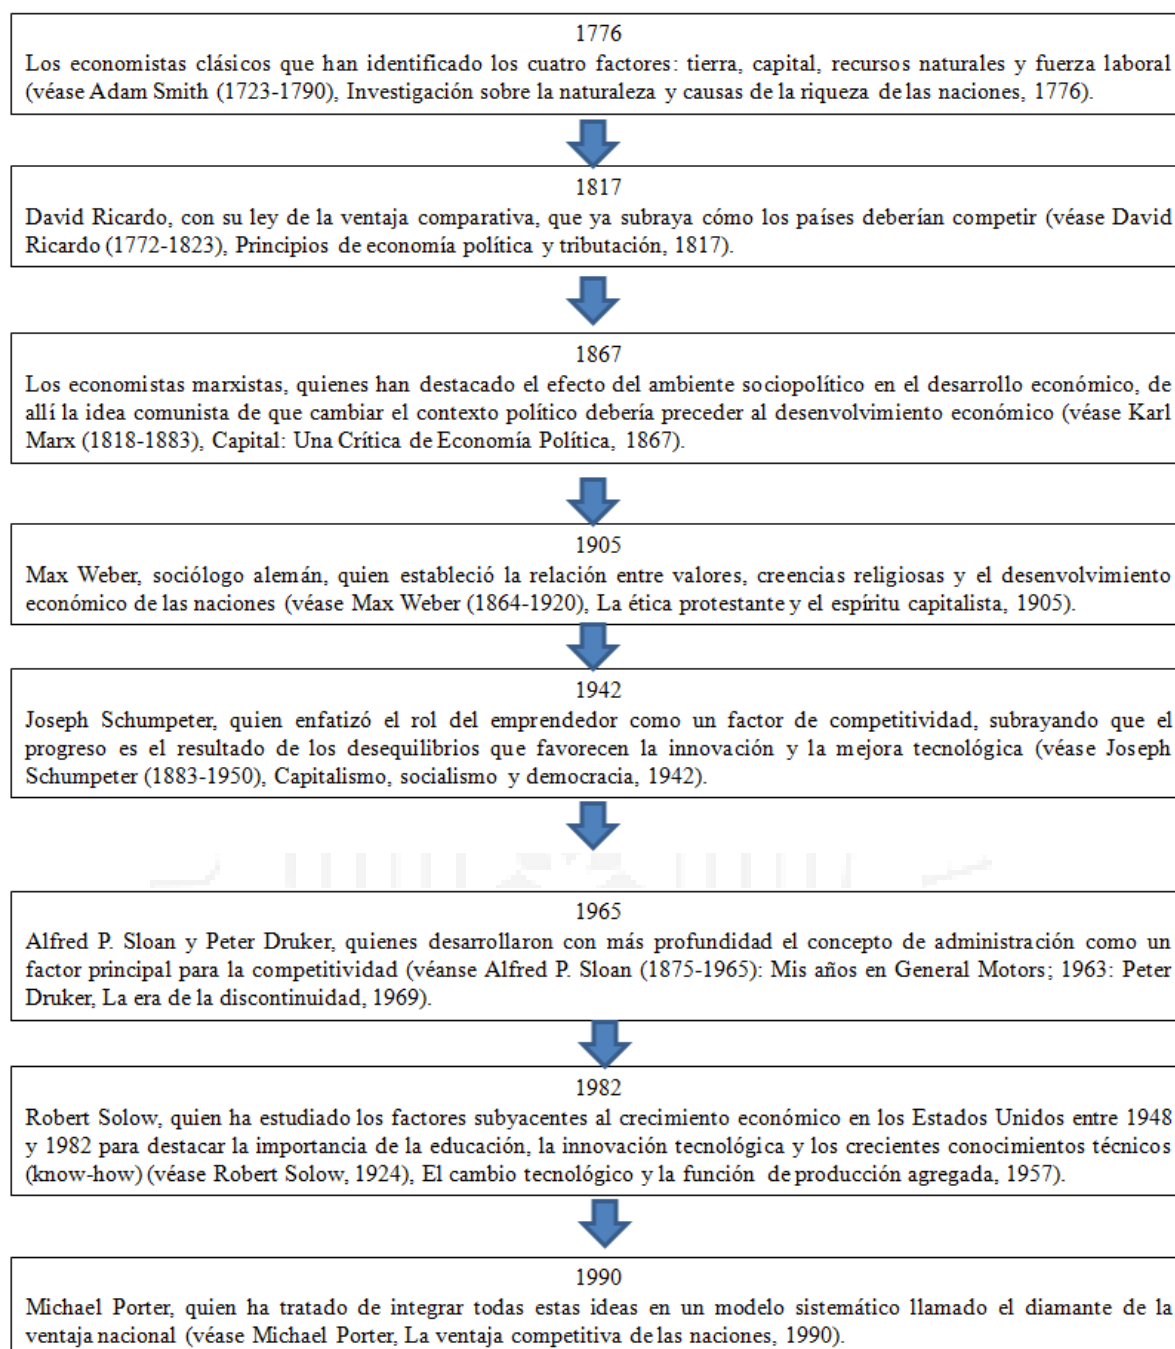 1776
Los economistas clásicos que han identificado los cuatro factores: tierra, capital, recursos naturales y fuerza laboral
(véase Adam Smith (1723-1790), Investigación sobre la naturaleza y causas de la riqueza de las naciones, 1776).
1817
David Ricardo, con su ley de la ventaja comparativa, que ya subraya cómo los países deberían competir (véase David
Ricardo (1772-1823), Principios de economía política y tributación, 1817).
1867
Los economistas marxistas, quienes han destacado el efecto del ambiente sociopolítico en el desarrollo económico, de
allí la idea comunista de que cambiar el contexto político debería preceder al desenvolvimiento económico (véase Karl
Marx (1818-1883), Capital: Una Crítica de Economía Política, 1867).
1905
Max Weber, sociólogo alemán, quien estableció la relación entre valores, creencias religiosas y el desenvolvimiento
económico de las naciones (véase Max Weber (1864-1920), La ética protestante y el espíritu capitalista, 1905).
1942
Joseph Schumpeter, quien enfatizó el rol del emprendedor como un factor de competitividad, subrayando que el
progreso es el resultado de los desequilibrios que favorecen la innovación y la mejora tecnológica (véase Joseph
Schumpeter (1883-1950), Capitalismo, socialismo y democracia, 1942).
1965
Alfred P. Sloan y Peter Druker, quienes desarrollaron con más profundidad el concepto de administración como un
factor principal para la competitividad (véanse Alfred P. Sloan (1875-1965): Mis años en General Motors; 1963: Peter
Druker, La era de la discontinuidad, 1969).
1982
Robert Solow, quien ha estudiado los factores subyacentes al crecimiento económico en los Estados Unidos entre 1948
y 1982 para destacar la importancia de la educación, la innovación tecnológica y los crecientes conocimientos técnicos
(know-how) (véase Robert Solow, 1924), El cambio tecnológico y la función de producción agregada, 1957).
1990
Michael Porter, quien ha tratado de integrar todas estas ideas en un modelo sistemático llamado el diamante de la
ventaja nacional (véase Michael Porter, La ventaja competitiva de las naciones, 1990).